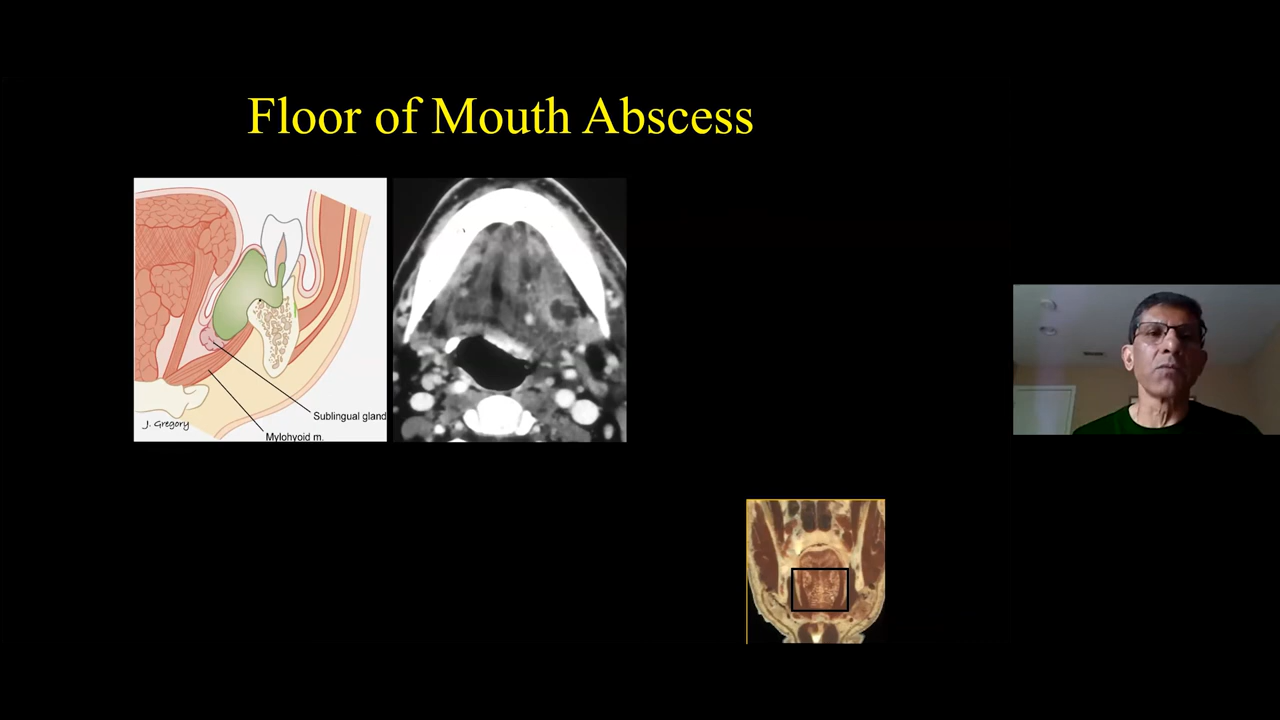 Floor of Mouth Abscess
Sublingual gland
J. Gregory
Mylohyoid m.